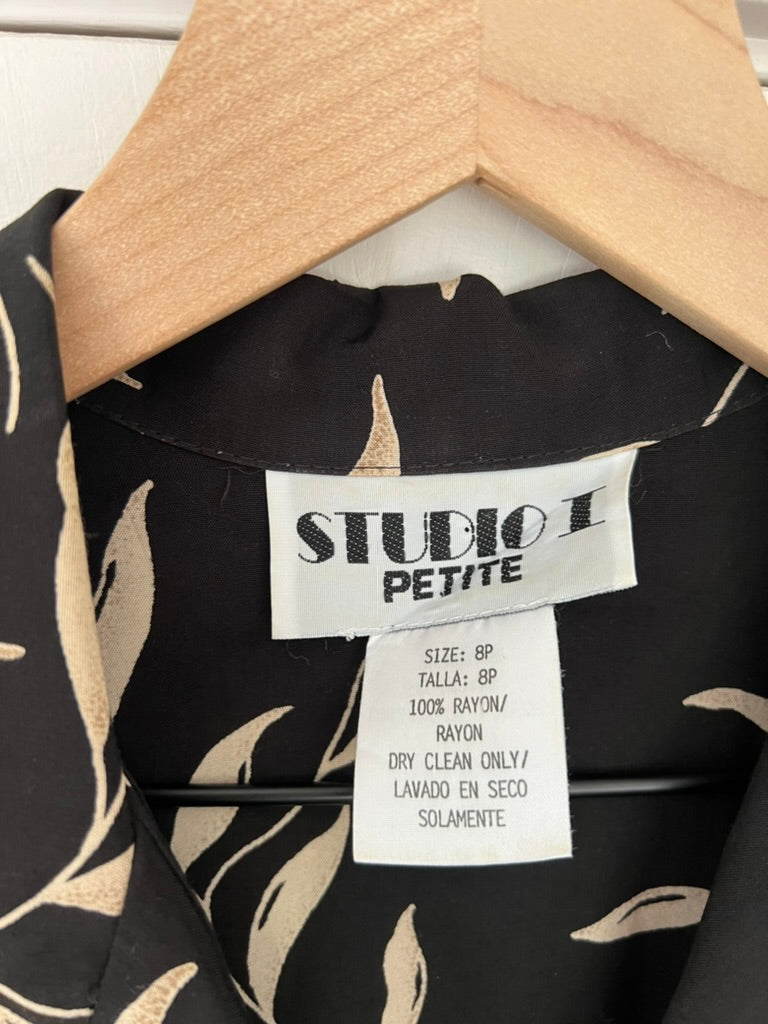 STUDIO I
PETITE
SIZE: 8P
TALLA: 8P
100% RAYON/
RAYON
DRY CLEAN ONLY/
LAVADO EN SECO
SOLAMENTE